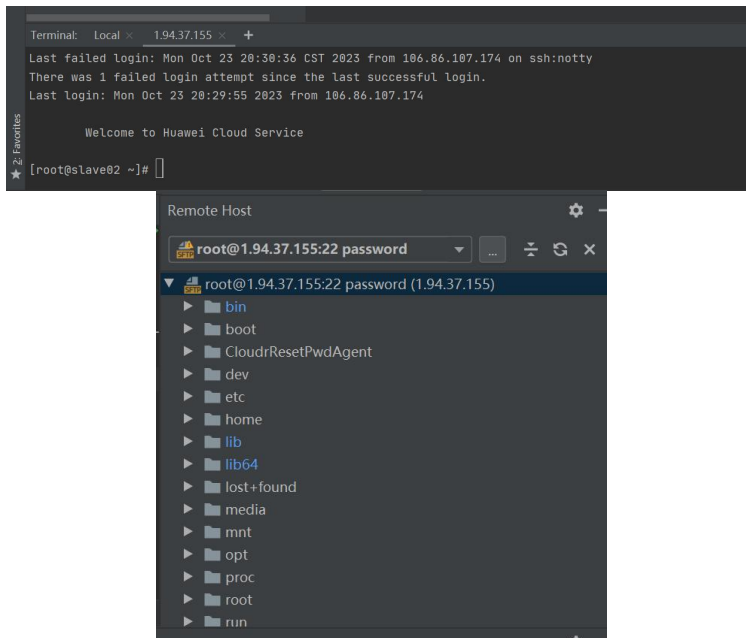 Terminal: Local × 1.94.37.155 × +
Last failed login: Mon Oct 23 20:30:36 CST 2023 from 106.86.107.174 on ssh:notty
There was 1 failed login attempt since the last successful login.
Last login: Mon Oct 23 20:29:55 2023 from 106.86.107.174
Welcome to Huawei Cloud Service
[root@slave02 ~]#
2: Favorites
Remote Host
SFTP root@1.94.37.155:22 password ...
SFTP root@1.94.37.155:22 password (1.94.37.155)
bin
boot
CloudrResetPwdAgent
dev
etc
home
lib
lib64
lost+found
media
mnt
opt
proc
root
run